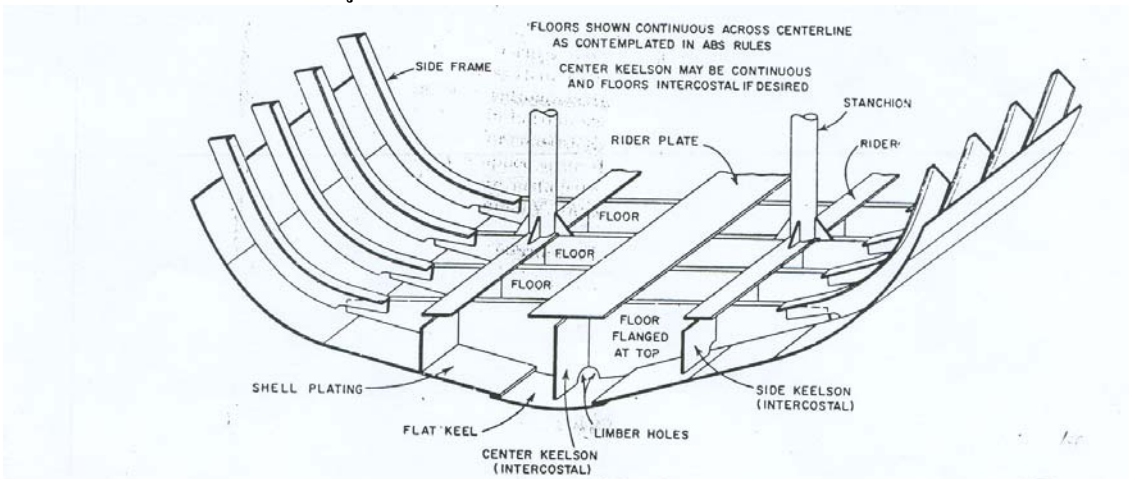 FLOORS SHOWN CONTINUOUS ACROSS CENTERLINE
AS CONTEMPLATED IN ABS RULES
CENTER KEELSON MAY BE CONTINUOUS
AND FLOORS INTERCOSTAL IF DESIRED
SIDE FRAME
STANCHION
RIDER PLATE
RIDER
FLOOR
FLOOR
FLOOR
FLOOR
FLANGED
AT TOP
SHELL PLATING
SIDE KEELSON
(INTERCOSTAL)
FLAT KEEL
LIMBER HOLES
CENTER KEELSON
(INTERCOSTAL)